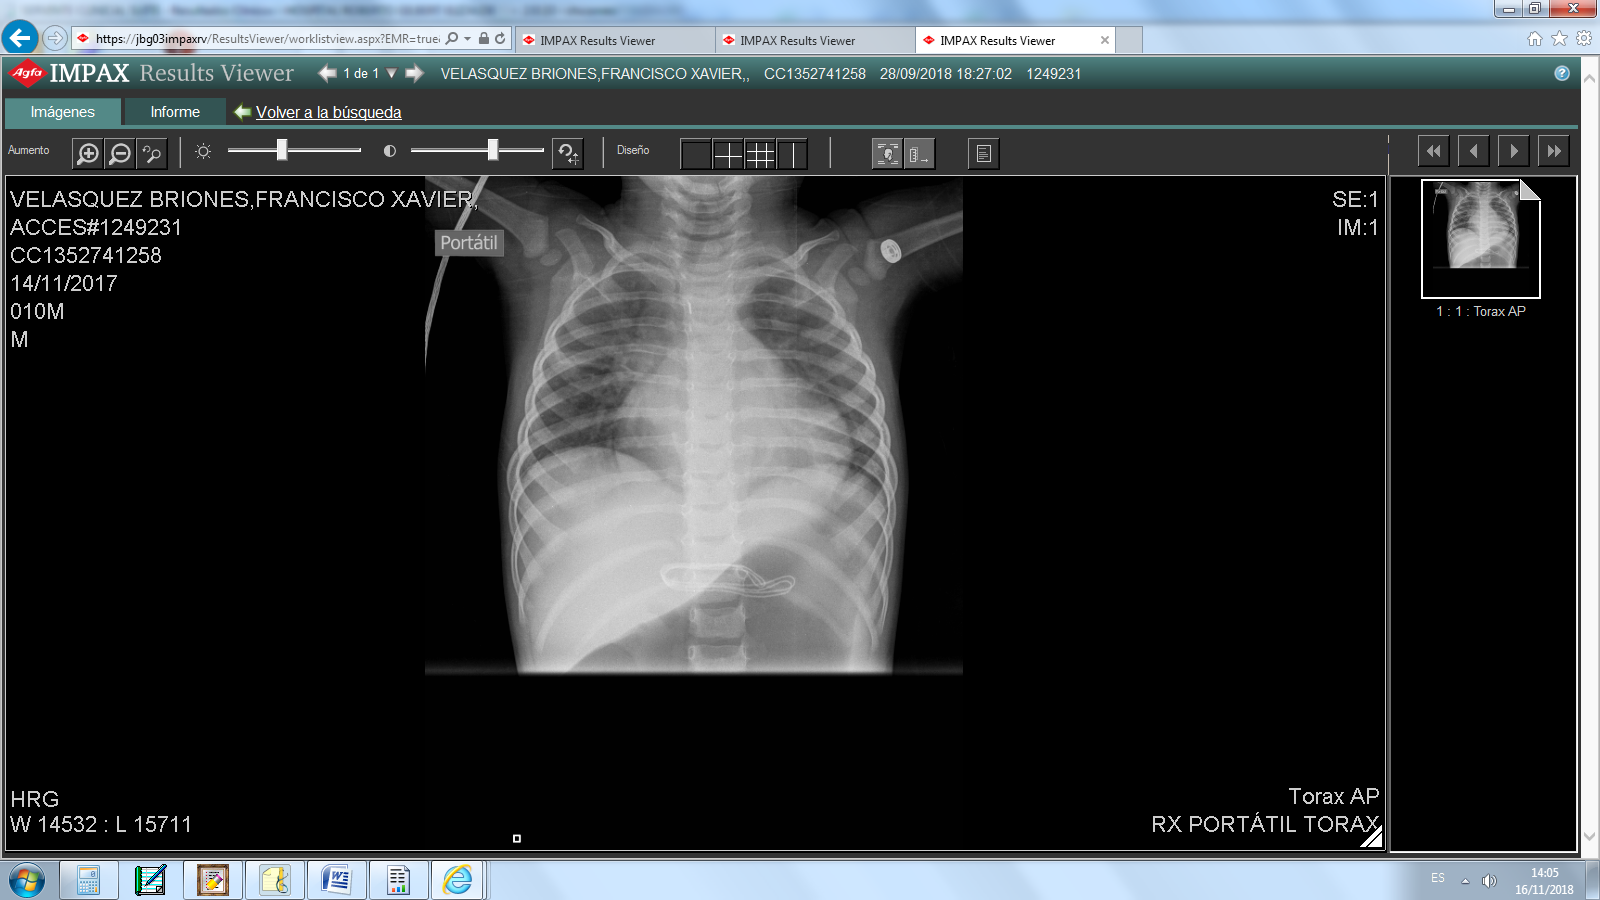 https://jbg03impaxrv/ResultsViewer/worklistview.aspx?EMR=true
IMPAX Results Viewer
IMPAX Results Viewer
IMPAX Results Viewer
Agfa IMPAX Results Viewer
1 de 1
VELASQUEZ BRIONES,FRANCISCO XAVIER,, CC1352741258 28/09/2018 18:27:02 1249231
Imágenes
Informe
Volver a la búsqueda
Aumento
Diseño
VELASQUEZ BRIONES,FRANCISCO XAVIER,
ACCES#1249231
CC1352741258
14/11/2017
010M
M
Portátil
SE:1
IM:1
1 : 1 : Torax AP
HRG
W 14532 : L 15711
Torax AP
RX PORTÁTIL TORAX
ES
14:05
16/11/2018